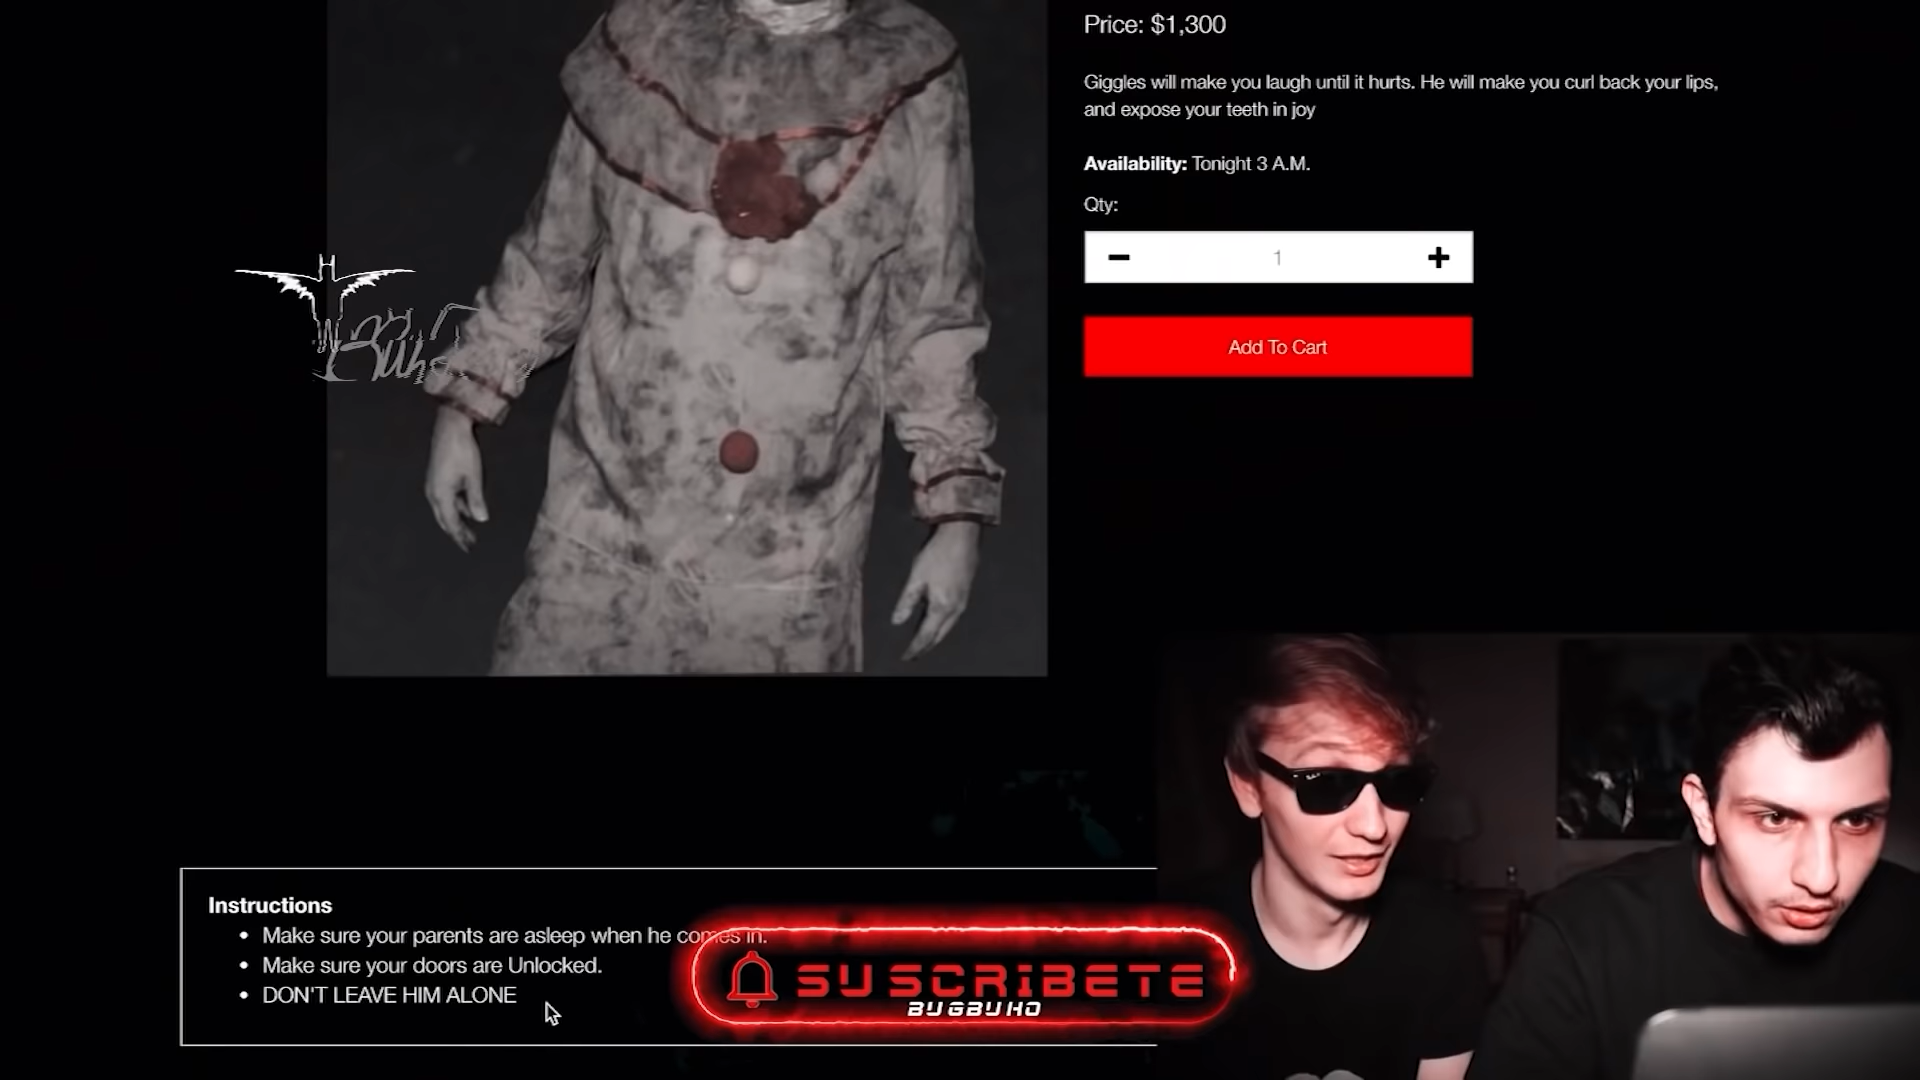 Price: $1,300
Giggles will make you laugh until it hurts. He will make you curl back your lips,
and expose your teeth in joy
Availability: Tonight 3 A.M.
Qty:
1
Add To Cart
Instructions
• Make sure your parents are asleep when he comes in.
• Make sure your doors are Unlocked.
• DON'T LEAVE HIM ALONE
SUSCRiBETE
BUGBUHO